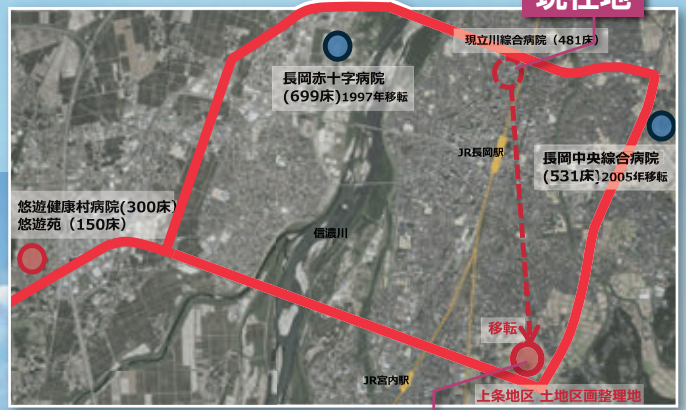 現在地
現立川綜合病院（481床）
長岡赤十字病院
(699床)1997年移転
JR長岡駅
長岡中央綜合病院
(531床)2005年移転
悠遊健康村病院(300床)
悠遊苑（150床）
信濃川
移転
JR宮内駅
上条地区 土地区画整理地